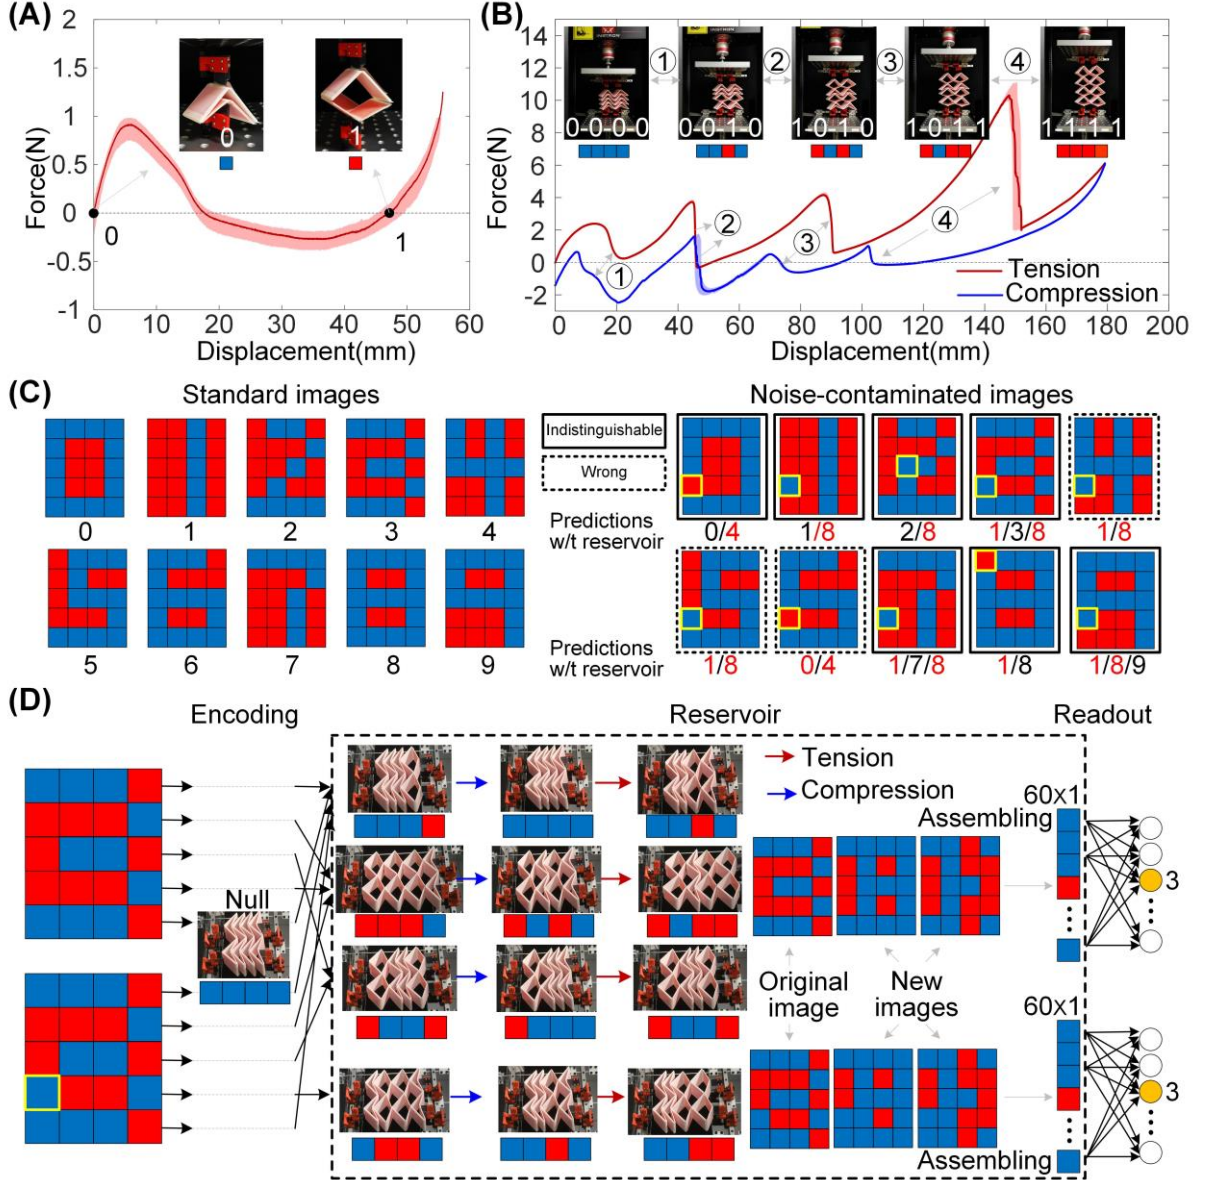 (A)
2
1.5
1
0.5
0
-0.5
-1
Force(N)
0
1
0
1
0 10 20 30 40 50 60
Displacement(mm)
(B)
14
12
10
8
6
4
2
0
-2
Force(N)
① ② ③ ④
0-0-0-0 0-0-1-0 1-0-1-0 1-0-1-1 1-1-1-1
① ② ③ ④
Tension
Compression
0 20 40 60 80 100 120 140 160 180 200
Displacement(mm)
(C)
Standard images
0 1 2 3 4
5 6 7 8 9
Noise-contaminated images
Indistinguishable
Wrong
Predictions
w/t reservoir
0/4 1/8 2/8 1/3/8 1/8
Predictions
w/t reservoir
1/8 0/4 1/7/8 1/8 1/8/9
(D)
Encoding
Reservoir
Readout
Null
Tension
Compression
Assembling
60X1
3
Original
image
New
images
60X1
3
Assembling